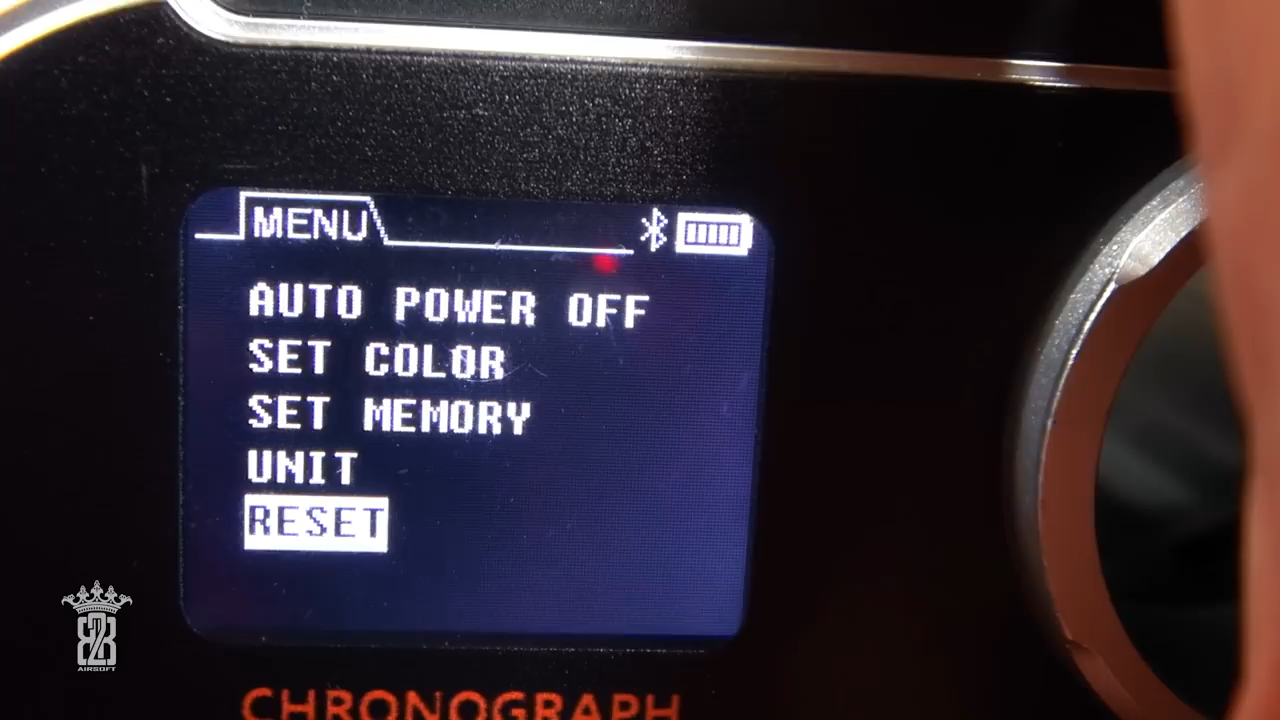 MENU
AUTO POWER OFF
SET COLOR
SET MEMORY
UNIT
RESET
CHRONOGRAPH
AIRSOFT